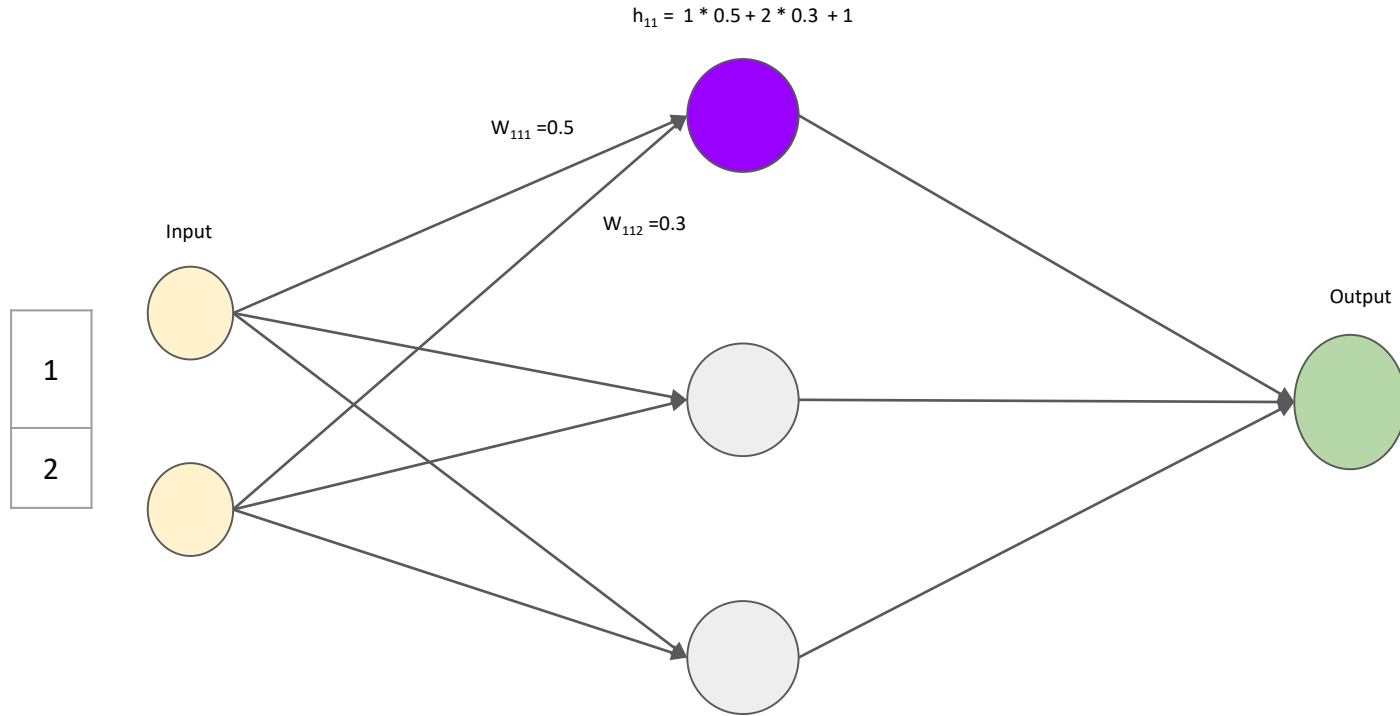 h₁₁ = 1 * 0.5 + 2 * 0.3 + 1
W₁₁₁ =0.5
W₁₁₂ =0.3
Input
Output
1
2